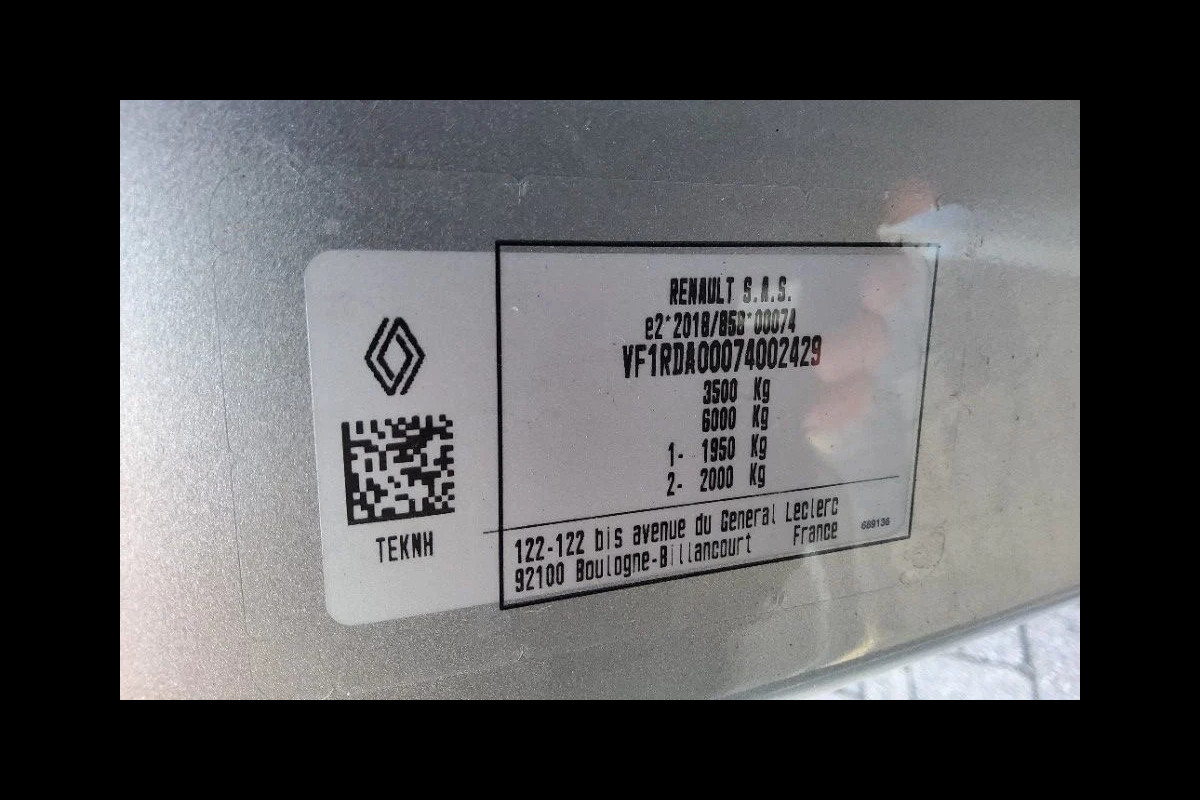 RENAULT S.A.S.
e2*2018/858*00074
VF1RDA00074002429
3500 Kg
6000 Kg
1- 1950 Kg
2- 2000 Kg
TEKNH
122-122 bis avenue du General Leclerc
92100 Boulogne-Billancourt France
689136